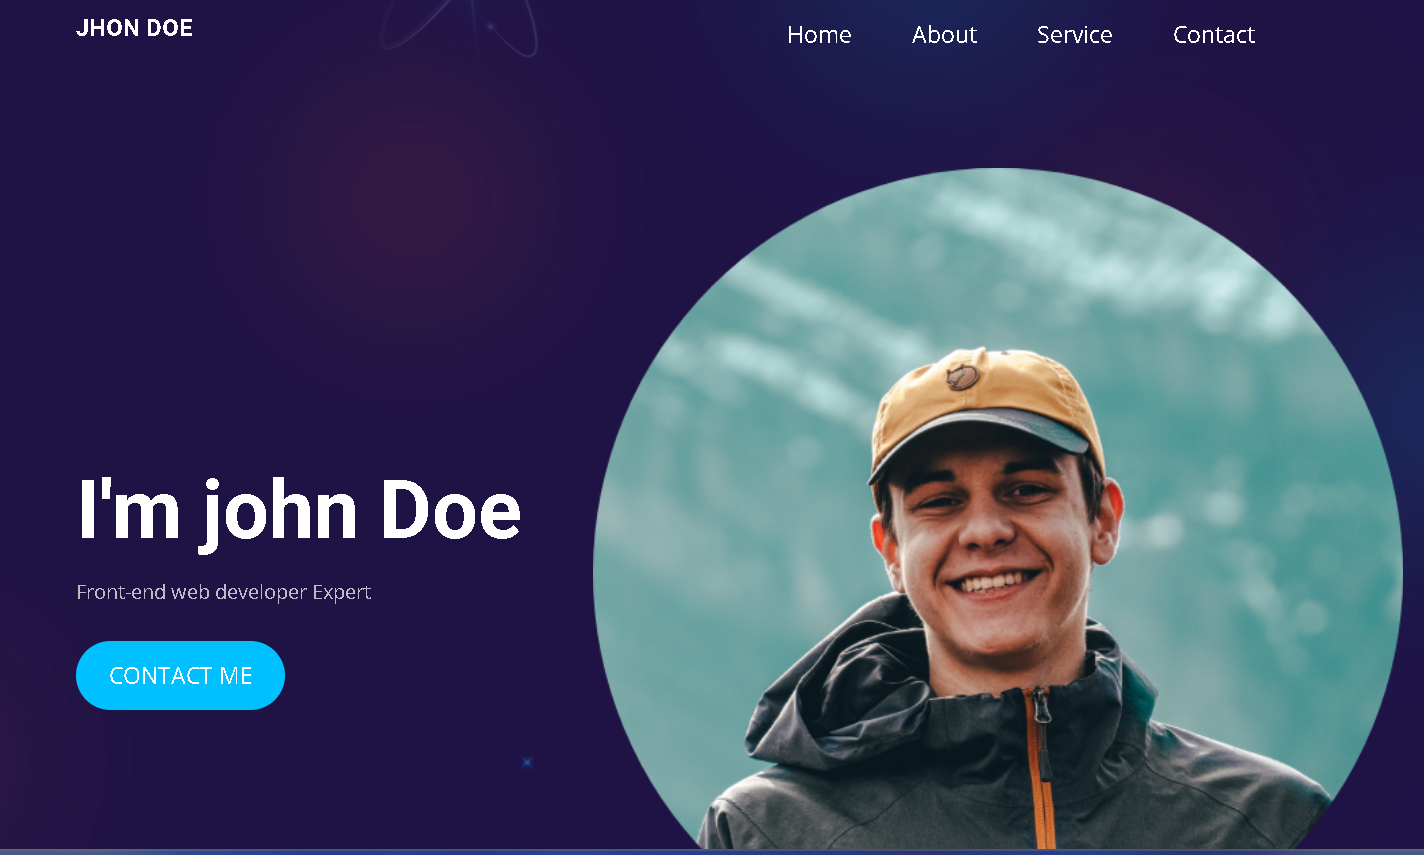 JHON DOE
Home About Service Contact
I'm john Doe
Front-end web developer Expert
CONTACT ME